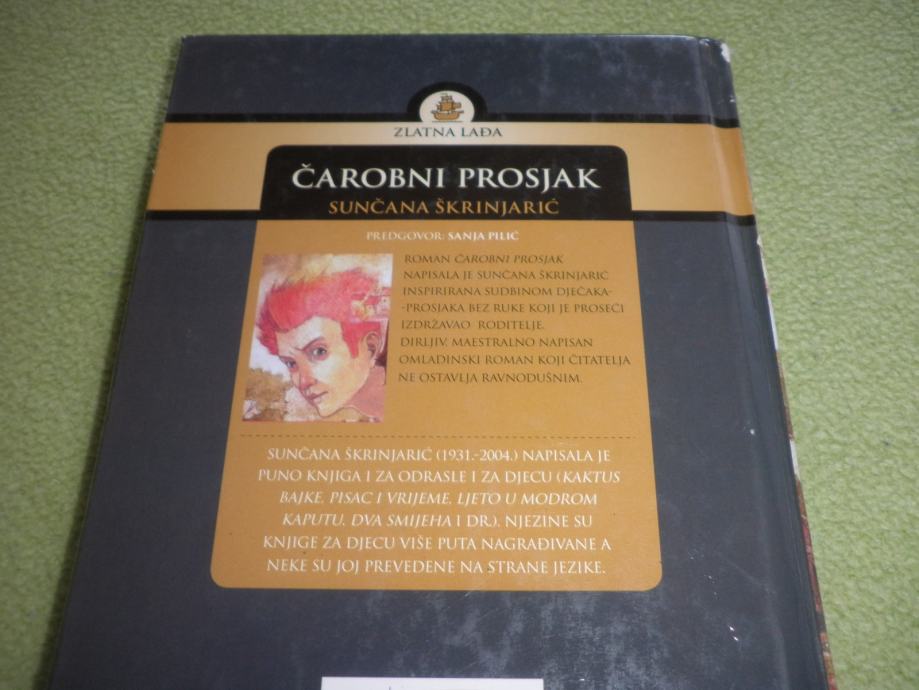 ZLATNA LAĐA
ČAROBNI PROSJAK
SUNČANA ŠKRINJARIĆ
PREDGOVOR: SANJA PILIĆ
ROMAN ČAROBNI PROSJAK
NAPISALA JE SUNČANA ŠKRINJARIĆ
INSPIRIRANA SUDBINOM DJEČAKA-
-PROSJAKA BEZ RUKE KOJI JE PROSEĆI
IZDRŽAVAO RODITELJE.
DIRLJIV, MAESTRALNO NAPISAN
OMLADINSKI ROMAN KOJI ČITATELJA
NE OSTAVLJA RAVNODUŠNIM.
SUNČANA ŠKRINJARIĆ (1931.-2004.) NAPISALA JE
PUNO KNJIGA I ZA ODRASLE I ZA DJECU (KAKTUS
BAJKE, PISAC I VRIJEME, LJETO U MODROM
KAPUTU, DVA SMIJEHA I DR.). NJEZINE SU
KNJIGE ZA DJECU VIŠE PUTA NAGRAĐIVANE A
NEKE SU JOJ PREVEDENE NA STRANE JEZIKE.